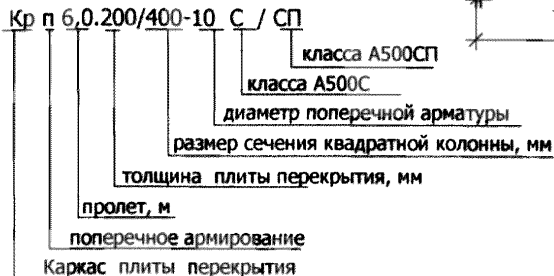 Кр п 6,0.200/400-10 С / СП
класса А500СП
класса А500С
диаметр поперечной арматуры
размер сечения квадратной колонны, мм
толщина плиты перекрытия, мм
пролет, м
поперечное армирование
Каркас плиты перекрытия